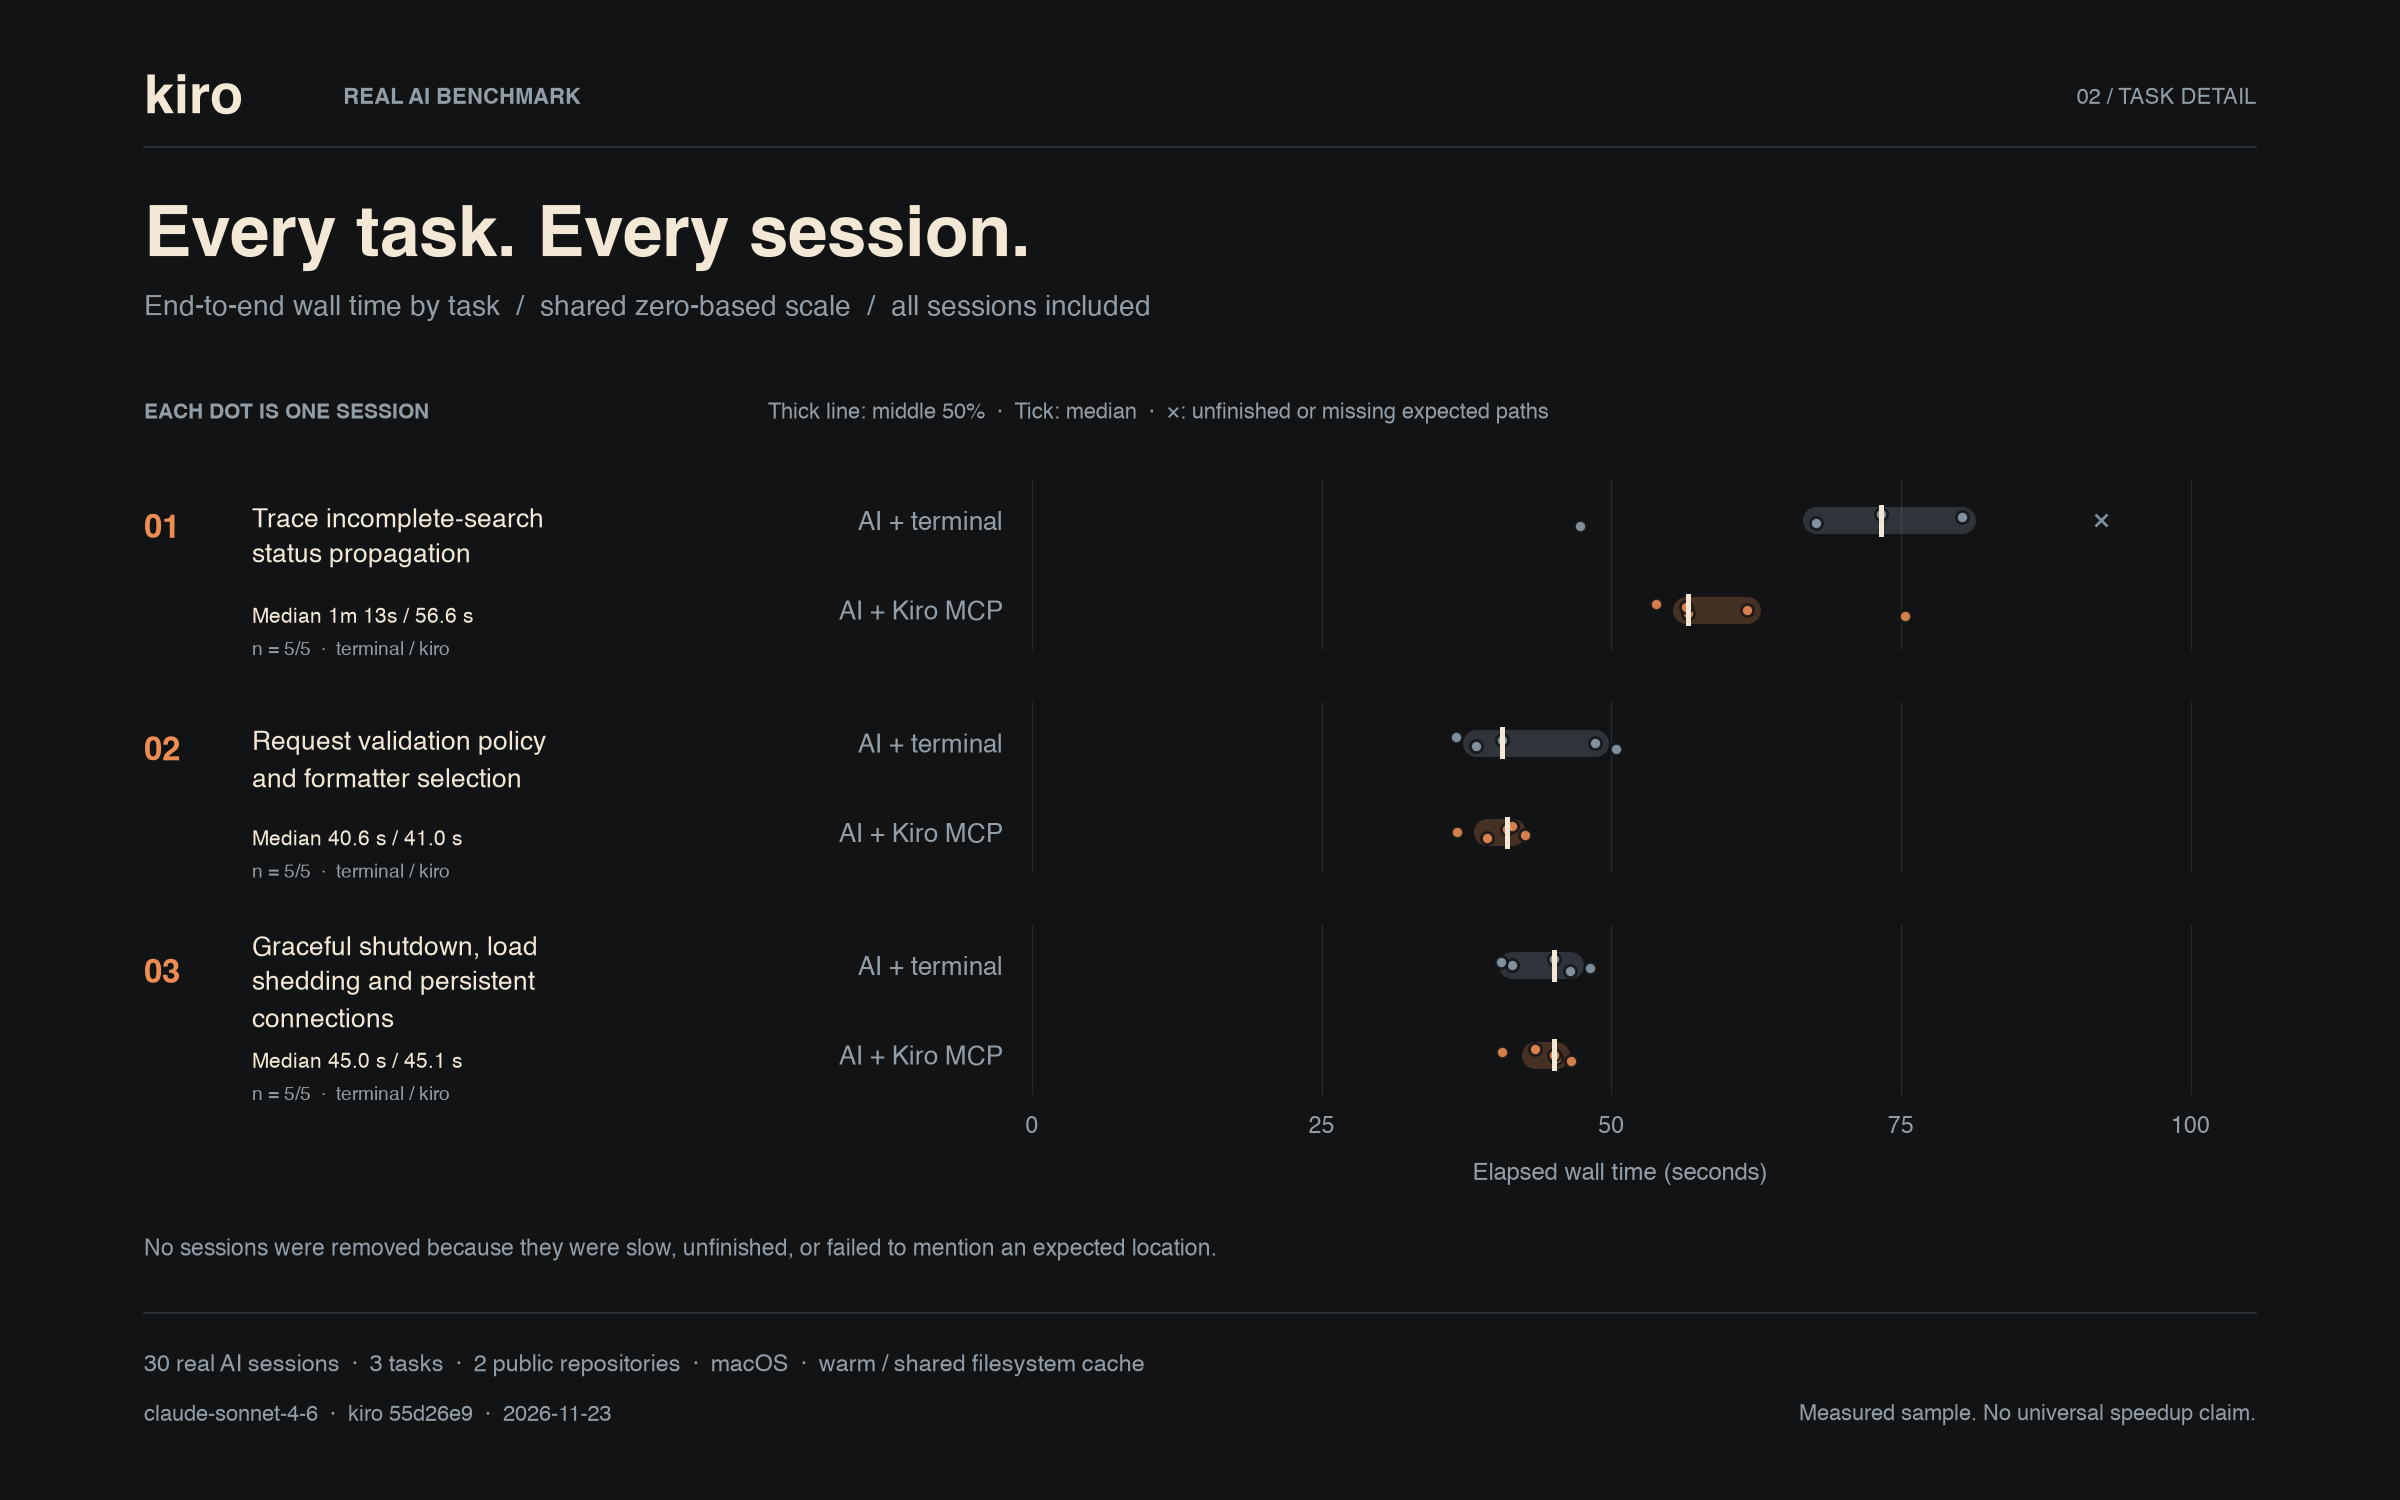 kiro
REAL AI BENCHMARK
02 / TASK DETAIL
Every task. Every session.
End-to-end wall time by task / shared zero-based scale / all sessions included
EACH DOT IS ONE SESSION
Thick line: middle 50% · Tick: median · ×: unfinished or missing expected paths
01
Trace incomplete-search
status propagation
Median 1m 13s / 56.6 s
n = 5/5 · terminal / kiro
AI + terminal
AI + Kiro MCP
02
Request validation policy
and formatter selection
Median 40.6 s / 41.0 s
n = 5/5 · terminal / kiro
AI + terminal
AI + Kiro MCP
03
Graceful shutdown, load
shedding and persistent
connections
Median 45.0 s / 45.1 s
n = 5/5 · terminal / kiro
AI + terminal
AI + Kiro MCP
0 25 50 75 100
Elapsed wall time (seconds)
No sessions were removed because they were slow, unfinished, or failed to mention an expected location.
30 real AI sessions · 3 tasks · 2 public repositories · macOS · warm / shared filesystem cache
claude-sonnet-4-6 · kiro 55d26e9 · 2026-11-23
Measured sample. No universal speedup claim.